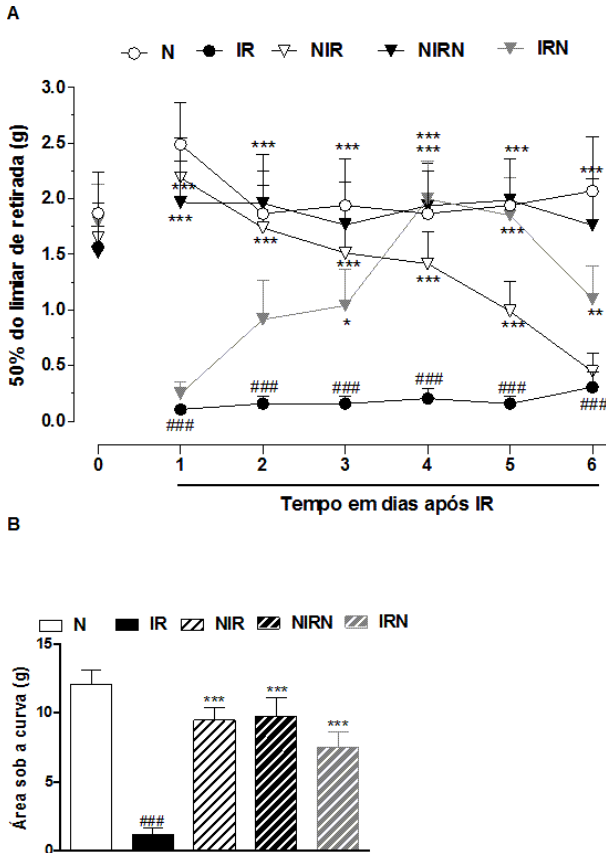 A
N IR NIR NIRN IRN
3.0
2.5
2.0
1.5
1.0
0.5
0.0
50% do limiar de retirada (g)
*** *** *** *** ***
***
***
***
***
***
***
***
***
***
*
**
### ### ### ### ###
###
0 1 2 3 4 5 6
Tempo em dias após IR
B
N IR NIR NIRN IRN
15
10
5
0
Área sob a curva (g)
###
***
***
***